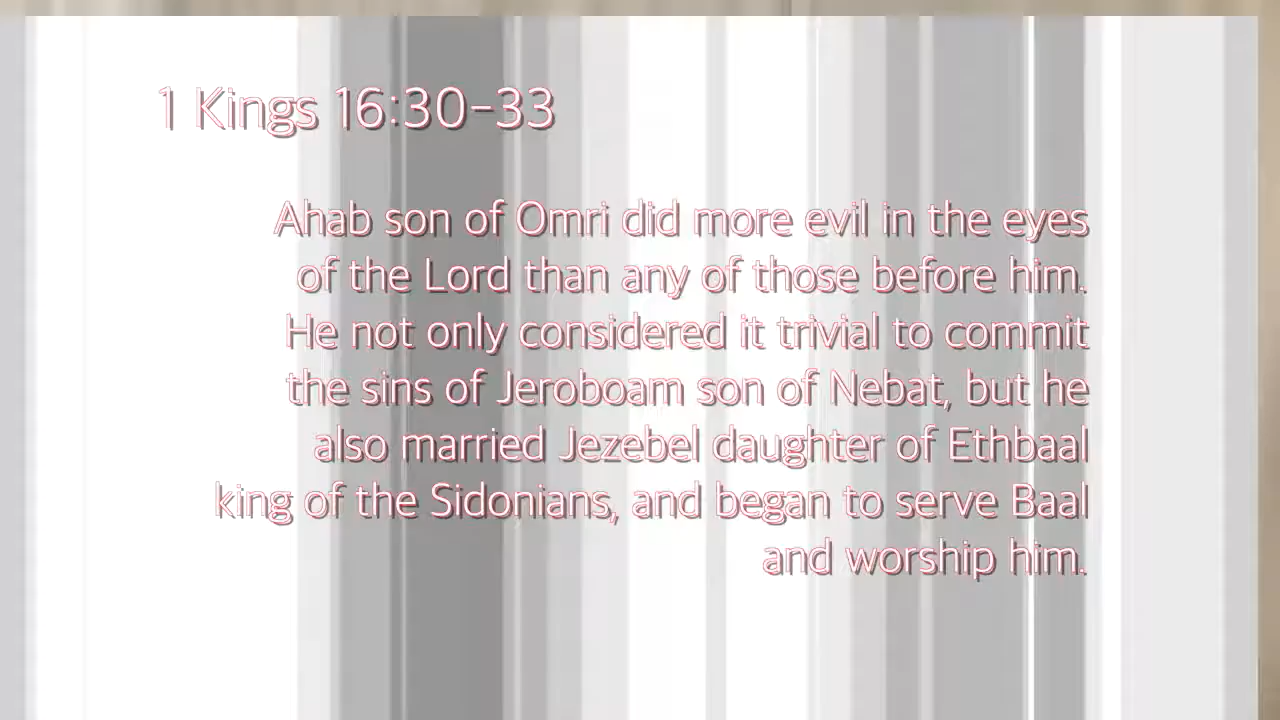 1 Kings 16:30-33
Ahab son of Omri did more evil in the eyes
of the Lord than any of those before him.
He not only considered it trivial to commit
the sins of Jeroboam son of Nebat, but he
also married Jezebel daughter of Ethbaal
king of the Sidonians, and began to serve Baal
and worship him.